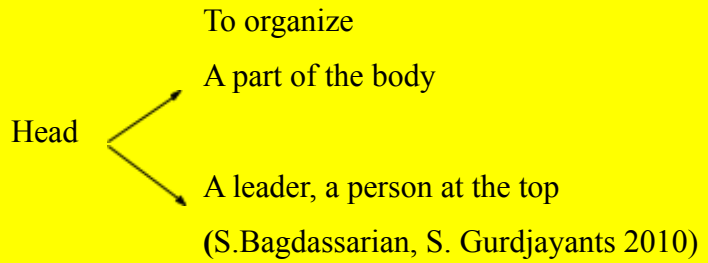 To organize
A part of the body
Head
A leader, a person at the top
(S.Bagdassarian, S. Gurdjayants 2010)